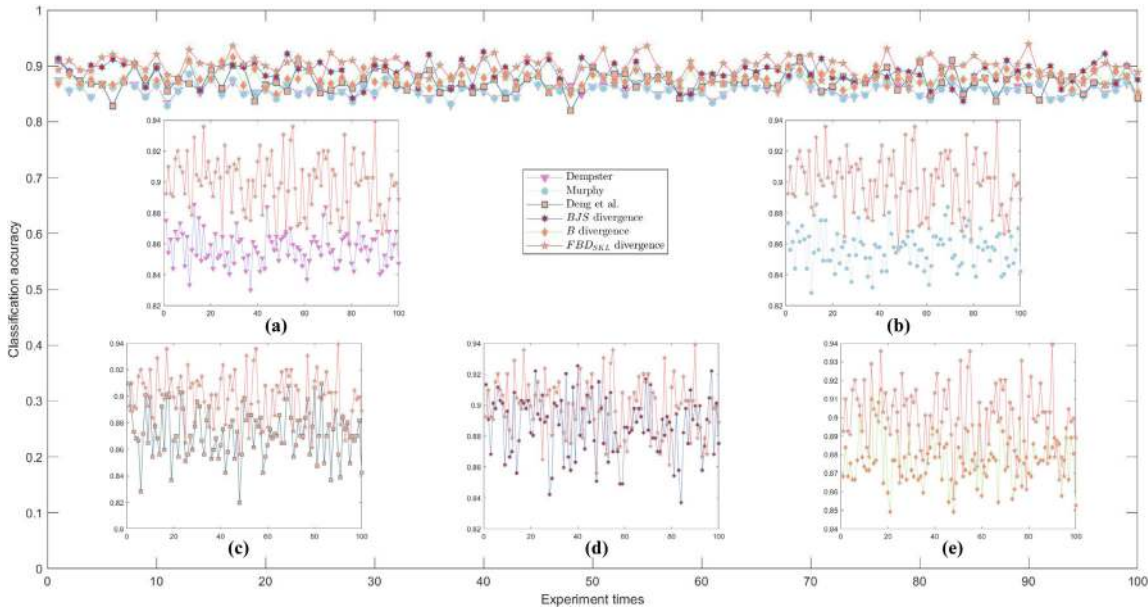 1
0.9
0.8
0.7
0.6
0.5
0.4
0.3
0.2
0.1
0
Classification accuracy
0 10 20 30 40 50 60 70 80 90 100
Experiment times
Dempster
Murphy
Deng et al.
BJS divergence
B divergence
FBD_SKL divergence
0.94
0.92
0.9
0.88
0.86
0.84
0.82
0 20 40 60 80 100
(a)
0.94
0.92
0.9
0.88
0.86
0.84
0.82
0 20 40 60 80 100
(b)
0.94
0.92
0.9
0.88
0.86
0.84
0.82
0.8
0 20 40 60 80 100
(c)
0.94
0.92
0.9
0.88
0.86
0.84
0.82
0 20 40 60 80 100
(d)
0.94
0.93
0.92
0.91
0.9
0.89
0.88
0.87
0.86
0.85
0.84
0 20 40 60 80 100
(e)